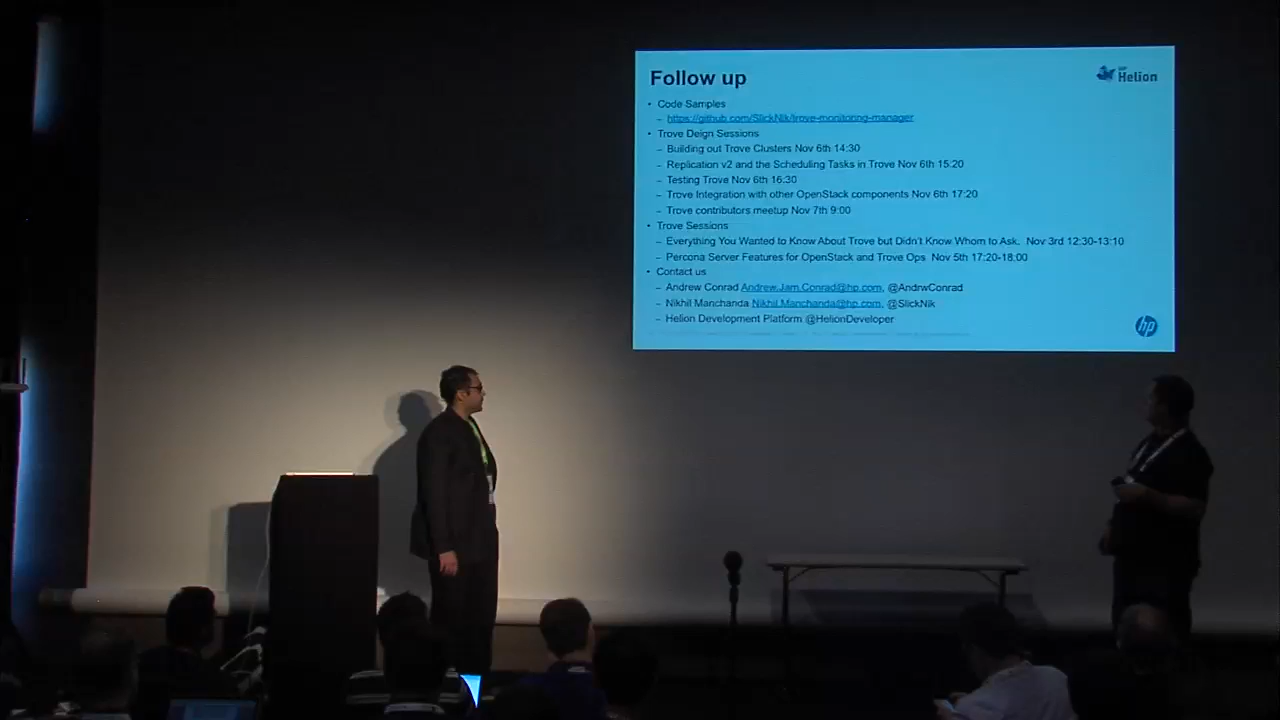 Follow up
hp Helion
• Code Samples
– https://github.com/SlickNik/trove-monitoring-manager
• Trove Deign Sessions
– Building out Trove Clusters Nov 6th 14:30
– Replication v2 and the Scheduling Tasks in Trove Nov 6th 15:20
– Testing Trove Nov 6th 16:30
– Trove Integration with other OpenStack components Nov 6th 17:20
– Trove contributors meetup Nov 7th 9:00
• Trove Sessions
– Everything You Wanted to Know About Trove but Didn't Know Whom to Ask. Nov 3rd 12:30-13:10
– Percona Server Features for OpenStack and Trove Ops Nov 5th 17:20-18:00
• Contact us
– Andrew Conrad Andrew.Jam.Conrad@hp.com, @AndrwConrad
– Nikhil Manchanda Nikhil.Manchanda@hp.com, @SlickNik
– Helion Development Platform @HelionDeveloper
hp